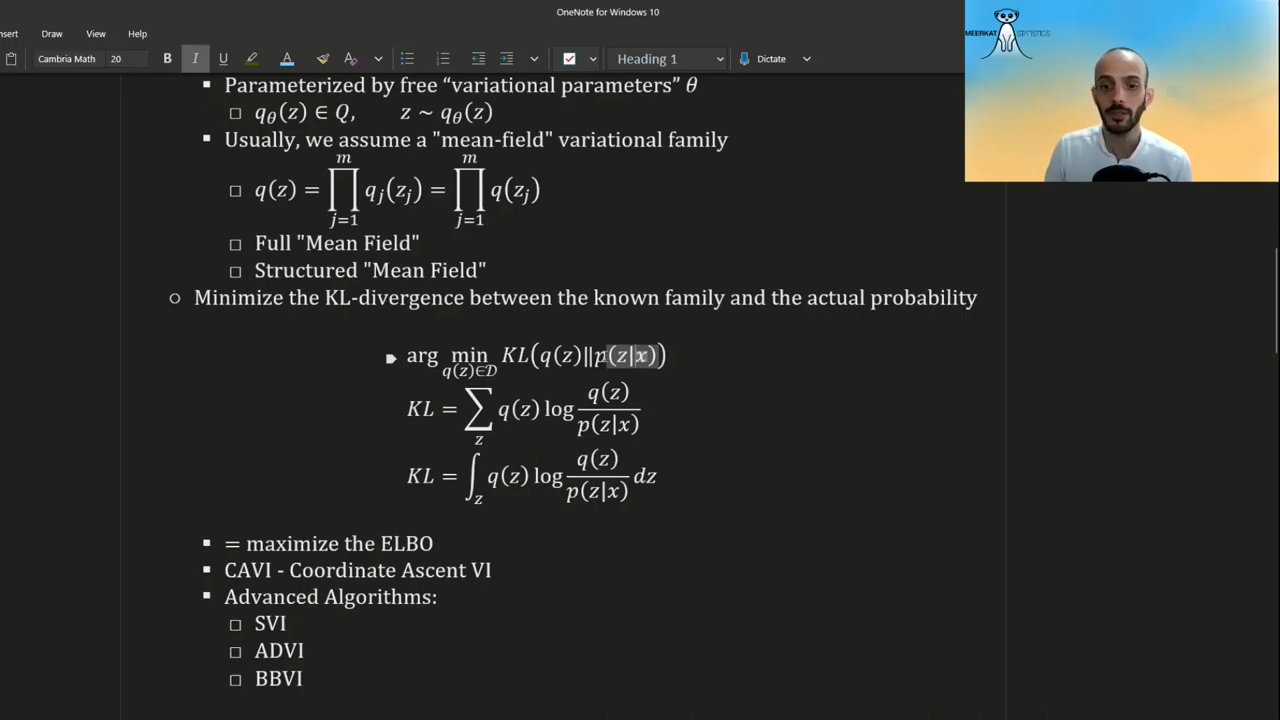 OneNote for Windows 10
nsert Draw View Help
Cambria Math 20 B I U A A Heading 1 Dictate
MEERKAT STATISTICS
▪ Parameterized by free “variational parameters” θ
□ q_θ(z) ∈ Q, z ~ q_θ(z)
▪ Usually, we assume a "mean-field" variational family
□ q(z) = ∏_{j=1}^{m} q_j(z_j) = ∏_{j=1}^{m} q(z_j)
□ Full "Mean Field"
□ Structured "Mean Field"
○ Minimize the KL-divergence between the known family and the actual probability
arg min_{q(z)∈𝒟} KL(q(z)‖p(z|x))
KL = ∑_z q(z) log q(z)/p(z|x)
KL = ∫_z q(z) log q(z)/p(z|x) dz
▪ = maximize the ELBO
▪ CAVI - Coordinate Ascent VI
▪ Advanced Algorithms:
□ SVI
□ ADVI
□ BBVI